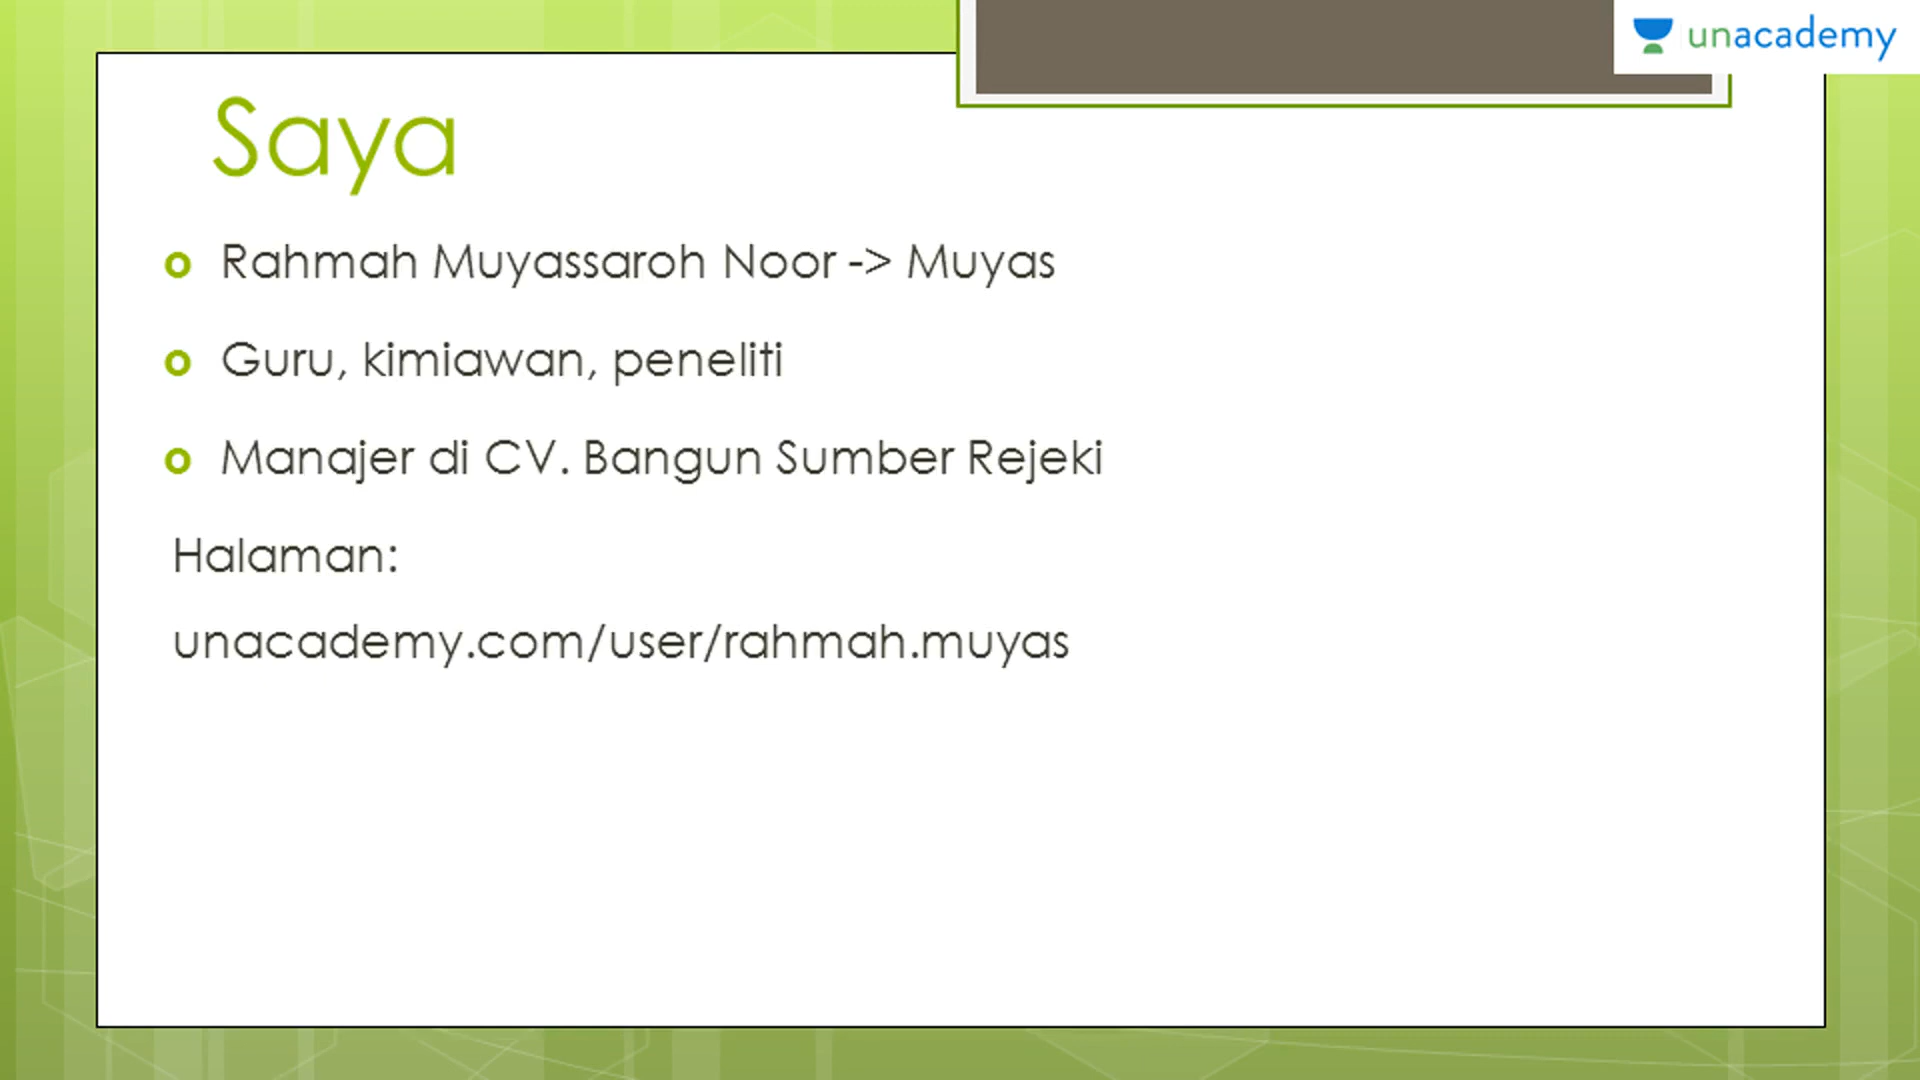 unacademy
Saya
Rahmah Muyassaroh Noor -> Muyas
Guru, kimiawan, peneliti
Manajer di CV. Bangun Sumber Rejeki
Halaman:
unacademy.com/user/rahmah.muyas